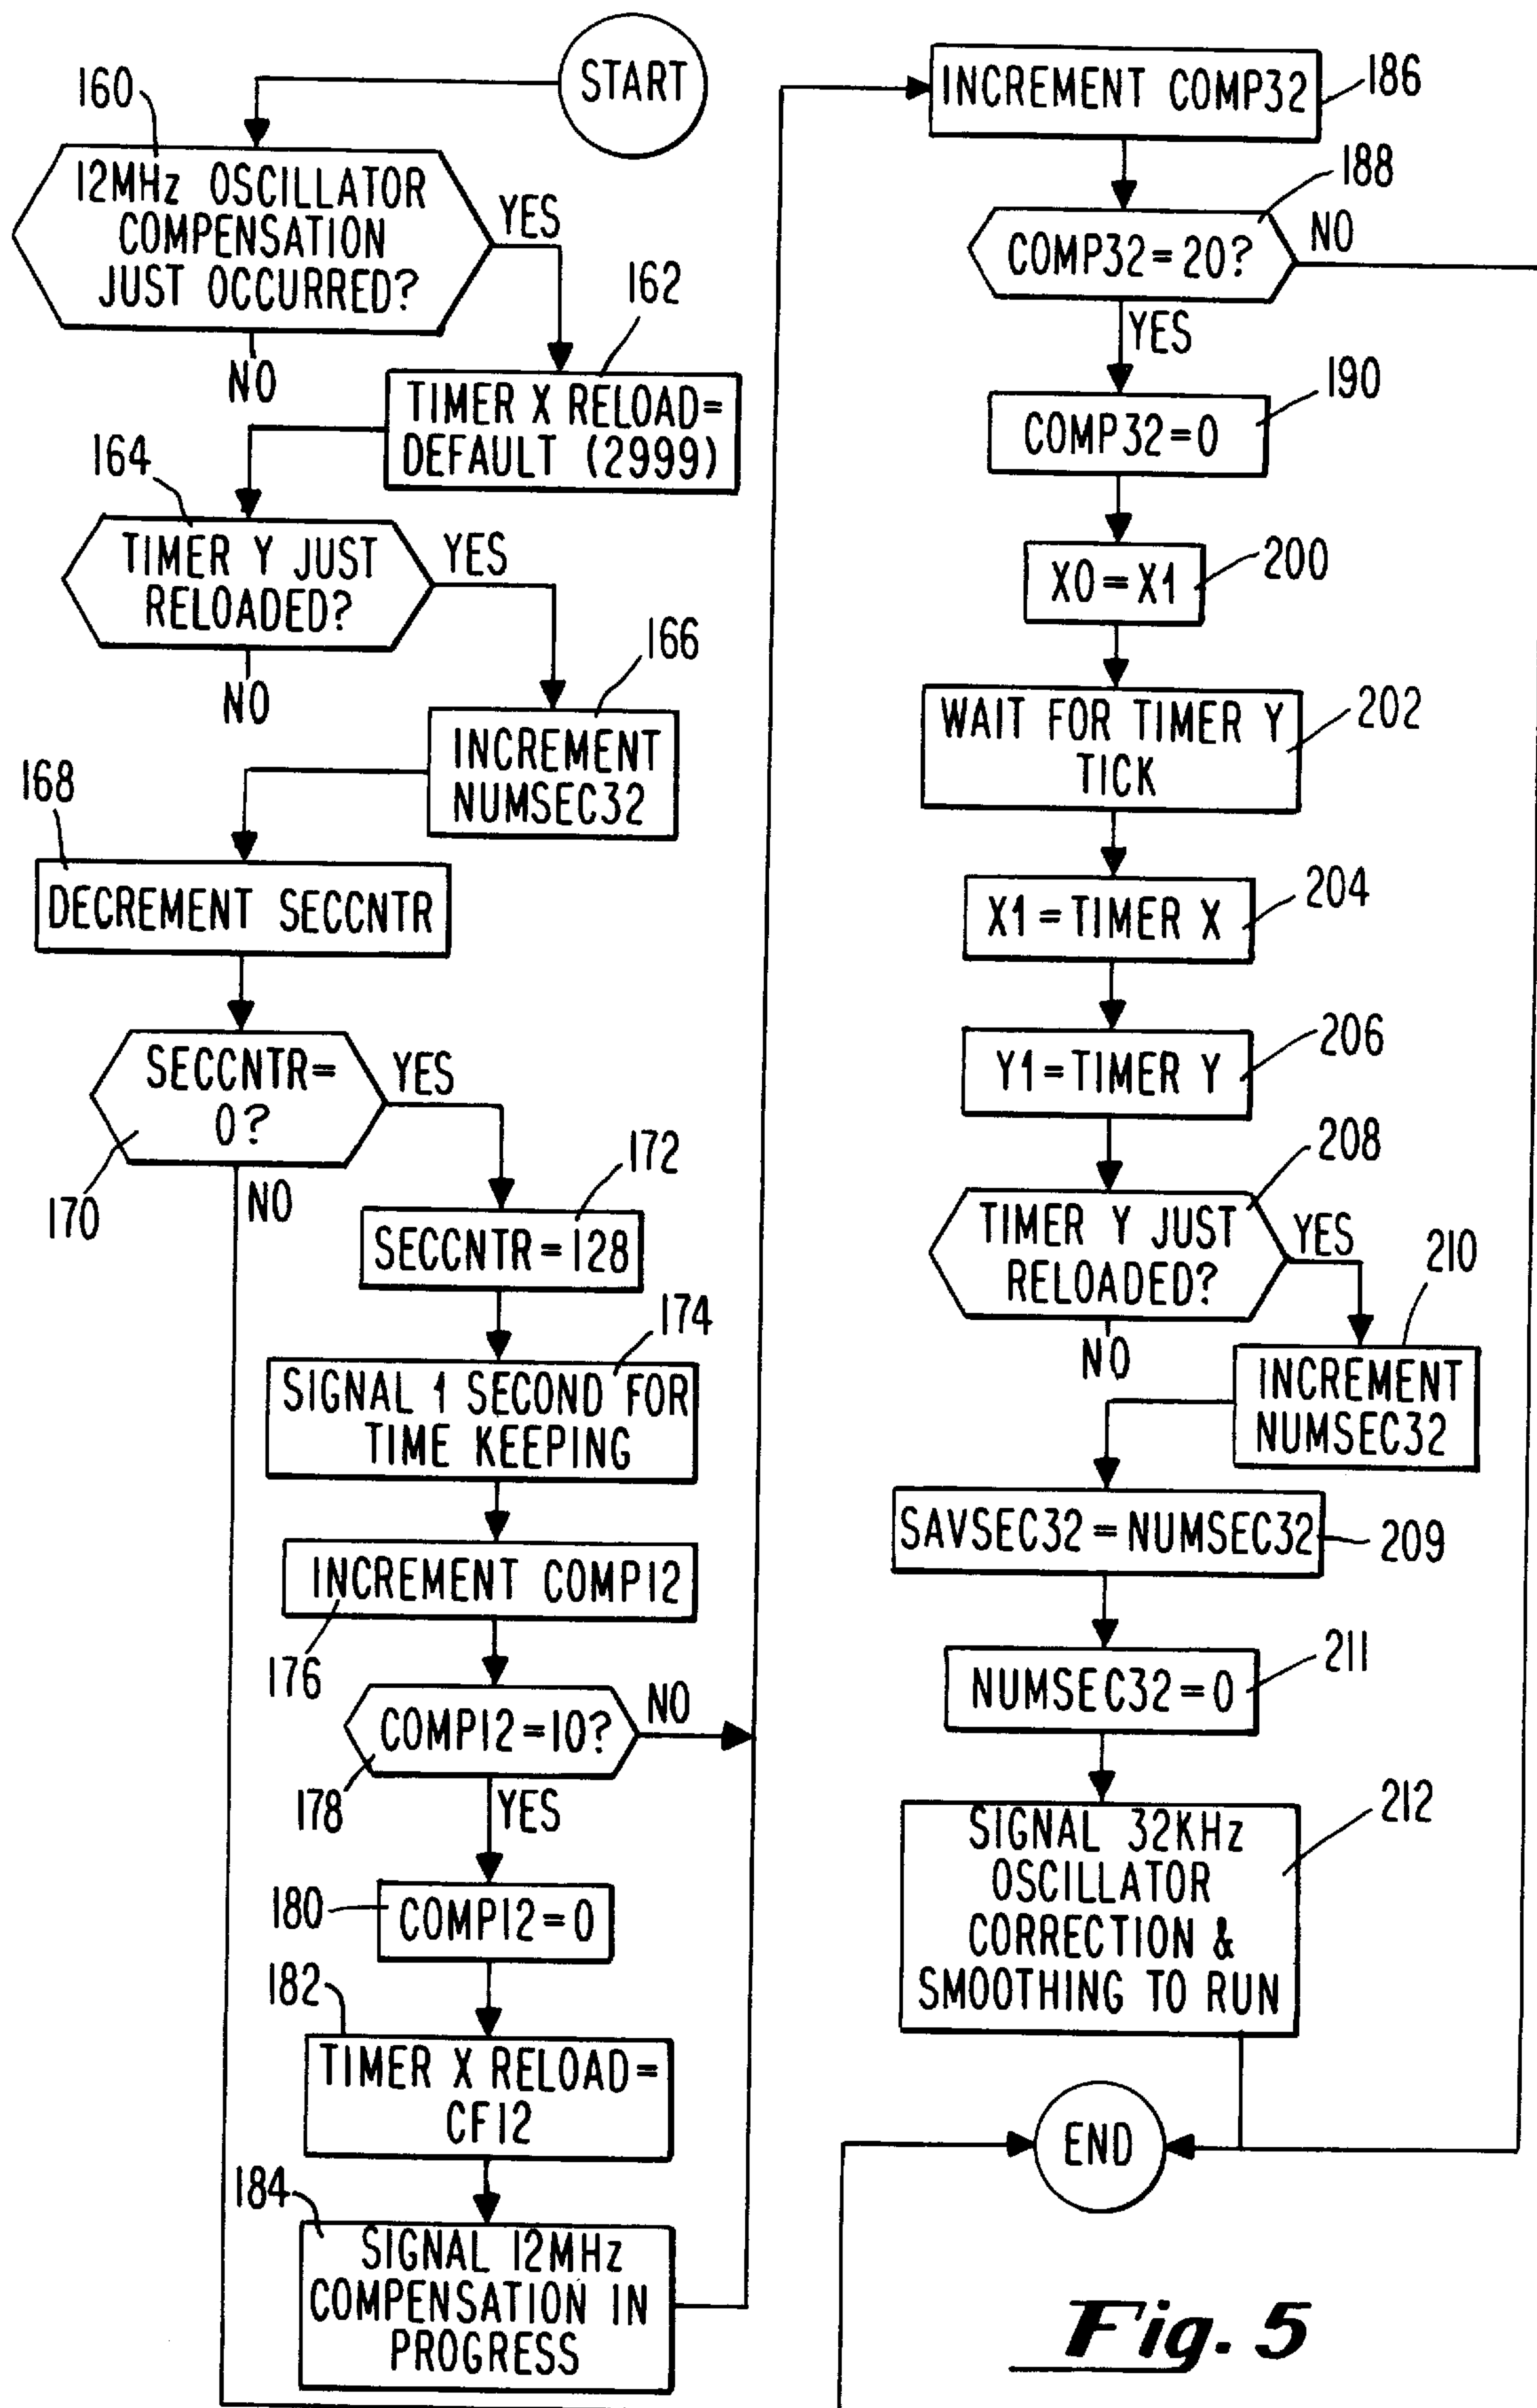 START
160
12MHz OSCILLATOR
COMPENSATION
JUST OCCURRED?
YES
NO
162
TIMER X RELOAD=
DEFAULT (2999)
164
TIMER Y JUST
RELOADED?
YES
NO
166
INCREMENT
NUMSEC32
168
DECREMENT SECCNTR
SECCNTR=
0?
YES
170
NO
172
SECCNTR=128
174
SIGNAL 1 SECOND FOR
TIME KEEPING
INCREMENT COMP12
176
COMP12=10?
NO
178
YES
180
COMP12=0
182
TIMER X RELOAD=
CF12
184
SIGNAL 12MHz
COMPENSATION IN
PROGRESS
INCREMENT COMP32
186
188
COMP32=20?
NO
YES
190
COMP32=0
200
X0=X1
WAIT FOR TIMER Y
TICK
202
X1=TIMER X
204
Y1=TIMER Y
206
208
TIMER Y JUST
RELOADED?
YES
NO
210
INCREMENT
NUMSEC32
SAVSEC32=NUMSEC32
209
211
NUMSEC32=0
212
SIGNAL 32KHz
OSCILLATOR
CORRECTION &
SMOOTHING TO RUN
END
Fig. 5